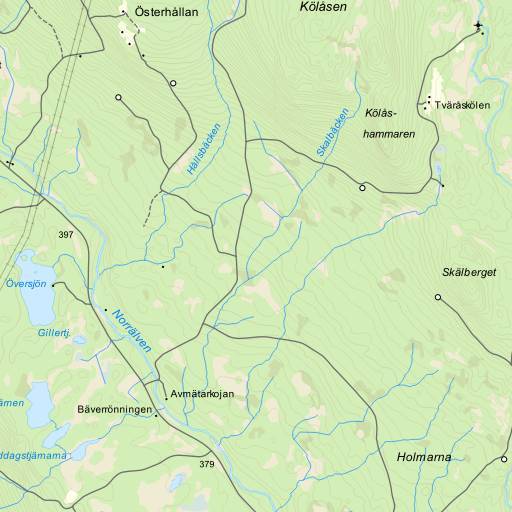 Österhållan
Kölåsen
Tväråskölen
Kölås-
hammaren
Skalbäcken
Hällsbäcken
397
Översjön
Skälberget
Norrälven
Gillertj.
Avmätarkojan
Bäverrönningen
379
Holmarna